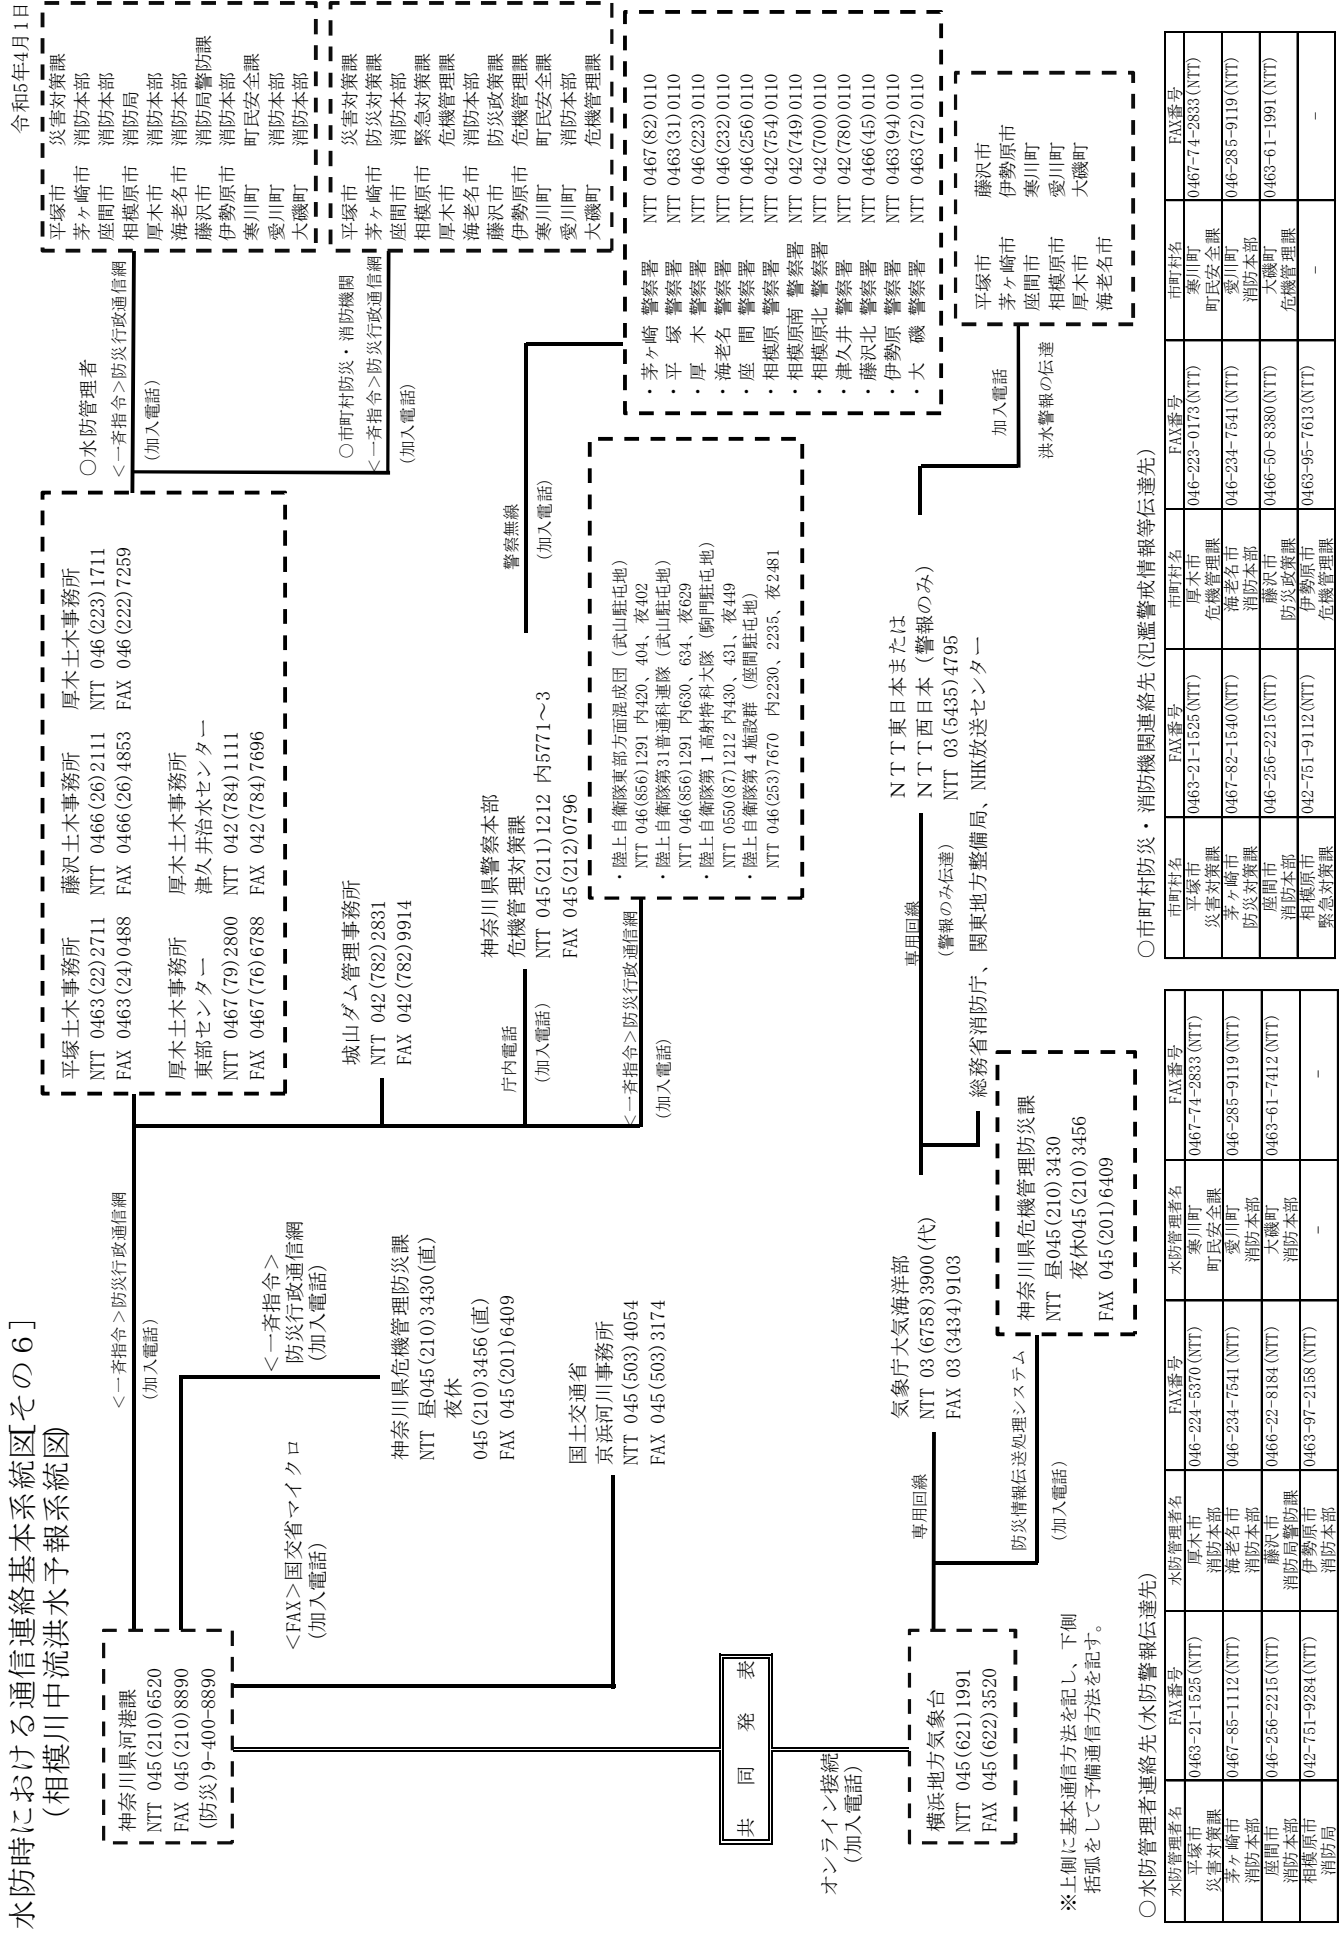 令和5年4月1日
水防時における通信連絡基本系統図[その６]
(相模川中流洪水予報系統図)
神奈川県河港課
NTT 045(210)6520
FAX 045(210)8890
(防災)9-400-8890
＜一斉指令＞防災行政通信網
(加入電話)
＜一斉指令＞
防災行政通信網
(加入電話)
神奈川県危機管理防災課
NTT 昼045(210)3430(直)
夜休
045(210)3456(直)
FAX 045(201)6409
＜FAX＞国交省マイクロ
(加入電話)
国土交通省
京浜河川事務所
NTT 045(503)4054
FAX 045(503)3174
共 同 発 表
オンライン接続
(加入電話)
横浜地方気象台
NTT 045(621)1991
FAX 045(622)3520
専用回線
気象庁大気海洋部
NTT 03(6758)3900(代)
FAX 03(3434)9103
防災情報伝送処理システム
(加入電話)
神奈川県危機管理防災課
NTT 昼045(210)3430
夜休045(210)3456
FAX 045(201)6409
※上側に基本通信方法を記し、下側
括弧をして予備通信方法を記す。
平塚土木事務所
NTT 0463(22)2711
FAX 0463(24)0488
藤沢土木事務所
NTT 0466(26)2111
FAX 0466(26)4853
厚木土木事務所
NTT 046(223)1711
FAX 046(222)7259
厚木土木事務所
東部センター
NTT 0467(79)2800
FAX 0467(76)6788
厚木土木事務所
津久井治水センター
NTT 042(784)1111
FAX 042(784)7696
城山ダム管理事務所
NTT 042(782)2831
FAX 042(782)9914
庁内電話
(加入電話)
神奈川県警察本部
危機管理対策課
NTT 045(211)1212 内5771～3
FAX 045(212)0796
＜一斉指令＞防災行政通信網
(加入電話)
・陸上自衛隊東部方面混成団（武山駐屯地）
NTT 046(856)1291 内420、404、夜402
・陸上自衛隊第31普通科連隊（武山駐屯地）
NTT 046(856)1291 内630、634、夜629
・陸上自衛隊第１高射特科大隊（駒門駐屯地）
NTT 0550(87)1212 内430、431、夜449
・陸上自衛隊第４施設群（座間駐屯地）
NTT 046(253)7670 内2230、2235、夜2481
専用回線
(警報のみ伝達)
ＮＴＴ東日本または
ＮＴＴ西日本（警報のみ）
NTT 03(5435)4795
総務省消防庁、関東地方整備局、NHK放送センター
○水防管理者
＜一斉指令＞防災行政通信網
(加入電話)
平塚市 災害対策課
茅ヶ崎市 消防本部
座間市 消防本部
相模原市 消防局
厚木市 消防本部
海老名市 消防本部
藤沢市 消防局警防課
伊勢原市 消防本部
寒川町 町民安全課
愛川町 消防本部
大磯町 消防本部
○市町村防災・消防機関
＜一斉指令＞防災行政通信網
(加入電話)
平塚市 災害対策課
茅ヶ崎市 防災対策課
座間市 消防本部
相模原市 緊急対策課
厚木市 危機管理課
海老名市 消防本部
藤沢市 防災政策課
伊勢原市 危機管理課
寒川町 町民安全課
愛川町 消防本部
大磯町 危機管理課
警察無線
(加入電話)
・茅ヶ崎 警察署 NTT 0467(82)0110
・平 塚 警察署 NTT 0463(31)0110
・厚 木 警察署 NTT 046(223)0110
・海老名 警察署 NTT 046(232)0110
・座 間 警察署 NTT 046(256)0110
・相模原 警察署 NTT 042(754)0110
・相模原南 警察署 NTT 042(749)0110
・相模原北 警察署 NTT 042(700)0110
・津久井 警察署 NTT 042(780)0110
・藤沢北 警察署 NTT 0466(45)0110
・伊勢原 警察署 NTT 0463(94)0110
・大 磯 警察署 NTT 0463(72)0110
加入電話
洪水警報の伝達
平塚市 藤沢市
茅ヶ崎市 伊勢原市
座間市 寒川町
相模原市 愛川町
厚木市 大磯町
海老名市
○水防管理者連絡先(水防警報伝達先)
水防管理者名 FAX番号 水防管理者名 FAX番号 水防管理者名 FAX番号
平塚市 災害対策課 0463-21-1525(NTT) 厚木市 消防本部 046-224-5370(NTT) 寒川町 町民安全課 0467-74-2833(NTT)
茅ヶ崎市 消防本部 0467-85-1112(NTT) 海老名市 消防本部 046-234-7541(NTT) 愛川町 消防本部 046-285-9119(NTT)
座間市 消防本部 046-256-2215(NTT) 藤沢市 消防局警防課 0466-22-8184(NTT) 大磯町 消防本部 0463-61-7412(NTT)
相模原市 消防局 042-751-9284(NTT) 伊勢原市 消防本部 0463-97-2158(NTT) － －
○市町村防災・消防機関連絡先(氾濫警戒情報等伝達先)
市町村名 FAX番号 市町村名 FAX番号 市町村名 FAX番号
平塚市 災害対策課 0463-21-1525(NTT) 厚木市 危機管理課 046-223-0173(NTT) 寒川町 町民安全課 0467-74-2833(NTT)
茅ヶ崎市 防災対策課 0467-82-1540(NTT) 海老名市 消防本部 046-234-7541(NTT) 愛川町 消防本部 046-285-9119(NTT)
座間市 消防本部 046-256-2215(NTT) 藤沢市 防災政策課 0466-50-8380(NTT) 大磯町 危機管理課 0463-61-1991(NTT)
相模原市 緊急対策課 042-751-9112(NTT) 伊勢原市 危機管理課 0463-95-7613(NTT) － －